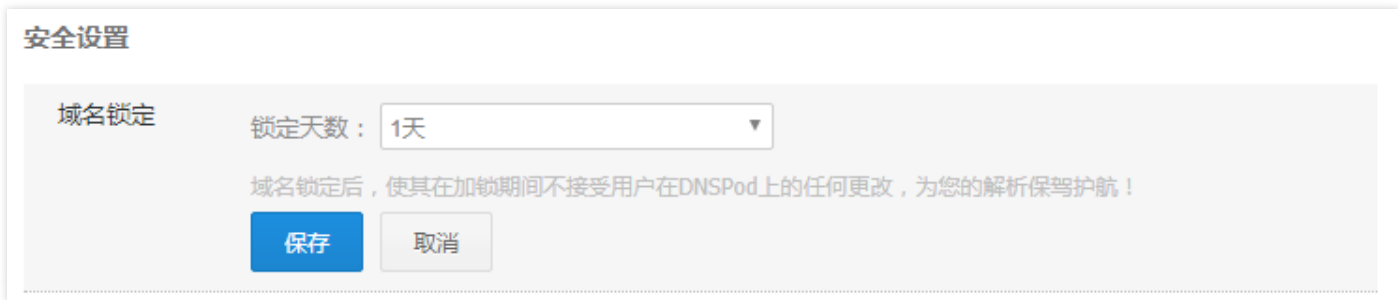 安全设置
域名锁定
锁定天数： 1天
域名锁定后，使其在加锁期间不接受用户在DNSPod上的任何更改，为您的解析保驾护航！
保存 取消